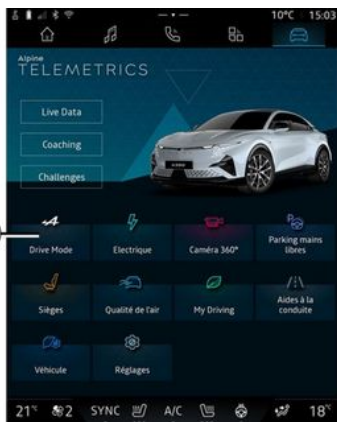 10°C 15:03
Alpine
TELEMETRICS
Live Data
Coaching
Challenges
Drive Mode
Electrique
Caméra 360°
Parking mains
libres
Sièges
Qualité de l'air
My Driving
Aides à la
conduite
Véhicule
Réglages
21°C 2 SYNC A/C 18°